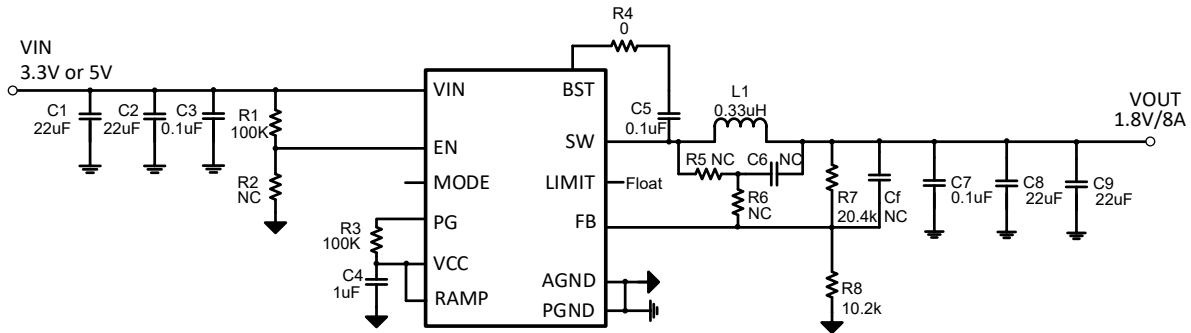 VIN
3.3V or 5V
C1
22uF
C2
22uF
C3
0.1uF
R1
100K
R2
NC
R3
100K
C4
1uF
VIN
EN
MODE
PG
VCC
RAMP
BST
SW
LIMIT
FB
AGND
PGND
R4
0
C5
0.1uF
L1
0.33uH
R5 NC
C6 NC
R6
NC
Float
R7
20.4k
Cf
NC
R8
10.2k
C7
0.1uF
C8
22uF
C9
22uF
VOUT
1.8V/8A